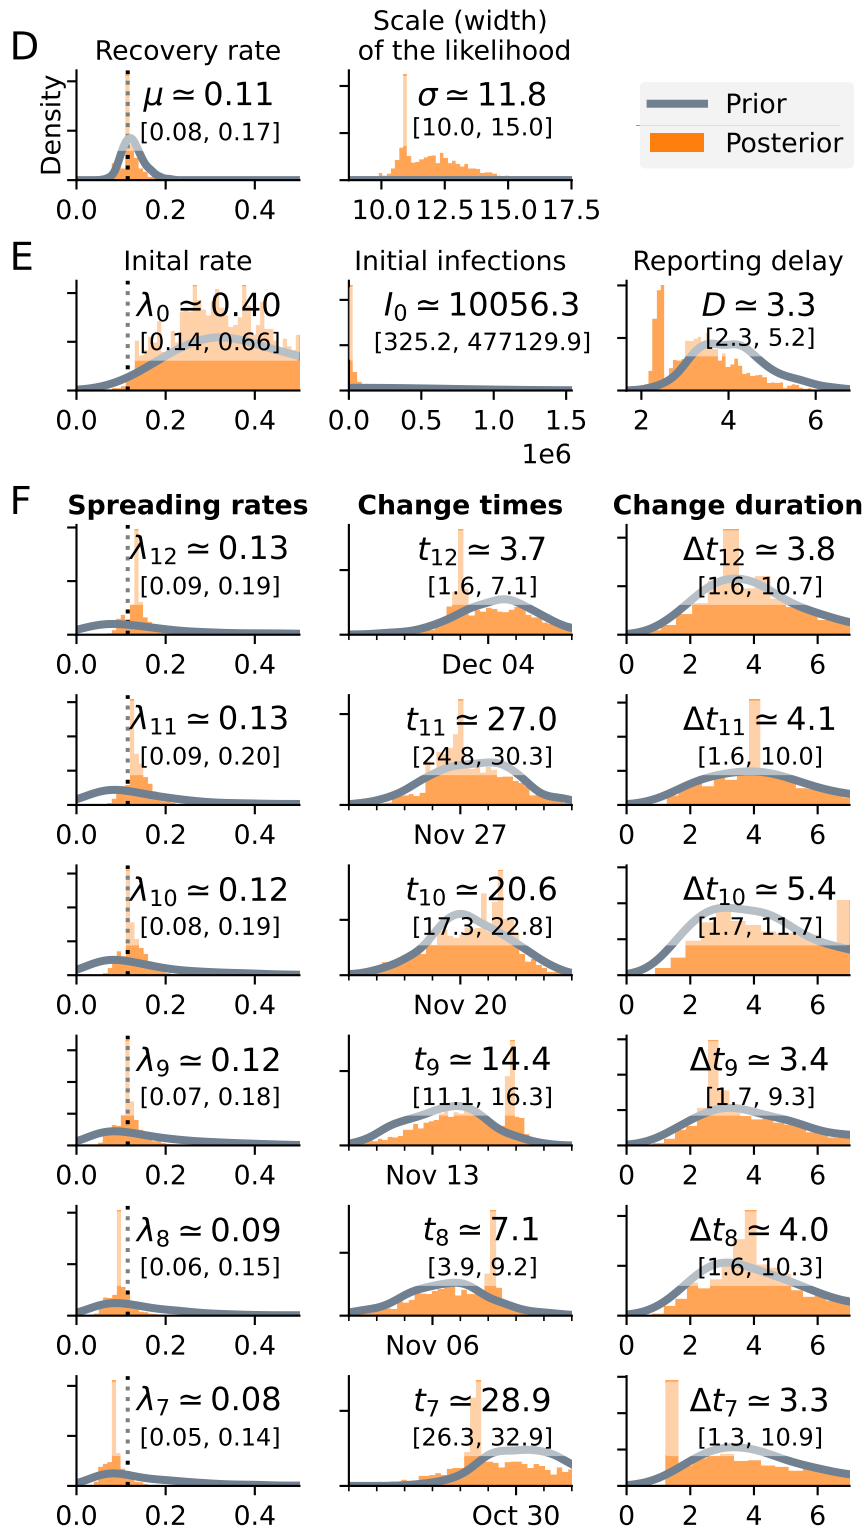 D
Recovery rate
Density
μ ≃ 0.11
[0.08, 0.17]
0.0 0.2 0.4
Scale (width)
of the likelihood
σ ≃ 11.8
[10.0, 15.0]
10.0 12.5 15.0 17.5
Prior
Posterior
E
Inital rate
λ0 ≃ 0.40
[0.14, 0.66]
0.0 0.2 0.4
Initial infections
I0 ≃ 10056.3
[325.2, 477129.9]
0.0 0.5 1.0 1.5
1e6
Reporting delay
D ≃ 3.3
[2.3, 5.2]
2 4 6
F
Spreading rates Change times Change duration
λ12 ≃ 0.13
[0.09, 0.19]
0.0 0.2 0.4
t12 ≃ 3.7
[1.6, 7.1]
Dec 04
Δt12 ≃ 3.8
[1.6, 10.7]
0 2 4 6
λ11 ≃ 0.13
[0.09, 0.20]
0.0 0.2 0.4
t11 ≃ 27.0
[24.8, 30.3]
Nov 27
Δt11 ≃ 4.1
[1.6, 10.0]
0 2 4 6
λ10 ≃ 0.12
[0.08, 0.19]
0.0 0.2 0.4
t10 ≃ 20.6
[17.3, 22.8]
Nov 20
Δt10 ≃ 5.4
[1.7, 11.7]
0 2 4 6
λ9 ≃ 0.12
[0.07, 0.18]
0.0 0.2 0.4
t9 ≃ 14.4
[11.1, 16.3]
Nov 13
Δt9 ≃ 3.4
[1.7, 9.3]
0 2 4 6
λ8 ≃ 0.09
[0.06, 0.15]
0.0 0.2 0.4
t8 ≃ 7.1
[3.9, 9.2]
Nov 06
Δt8 ≃ 4.0
[1.6, 10.3]
0 2 4 6
λ7 ≃ 0.08
[0.05, 0.14]
0.0 0.2 0.4
t7 ≃ 28.9
[26.3, 32.9]
Oct 30
Δt7 ≃ 3.3
[1.3, 10.9]
0 2 4 6